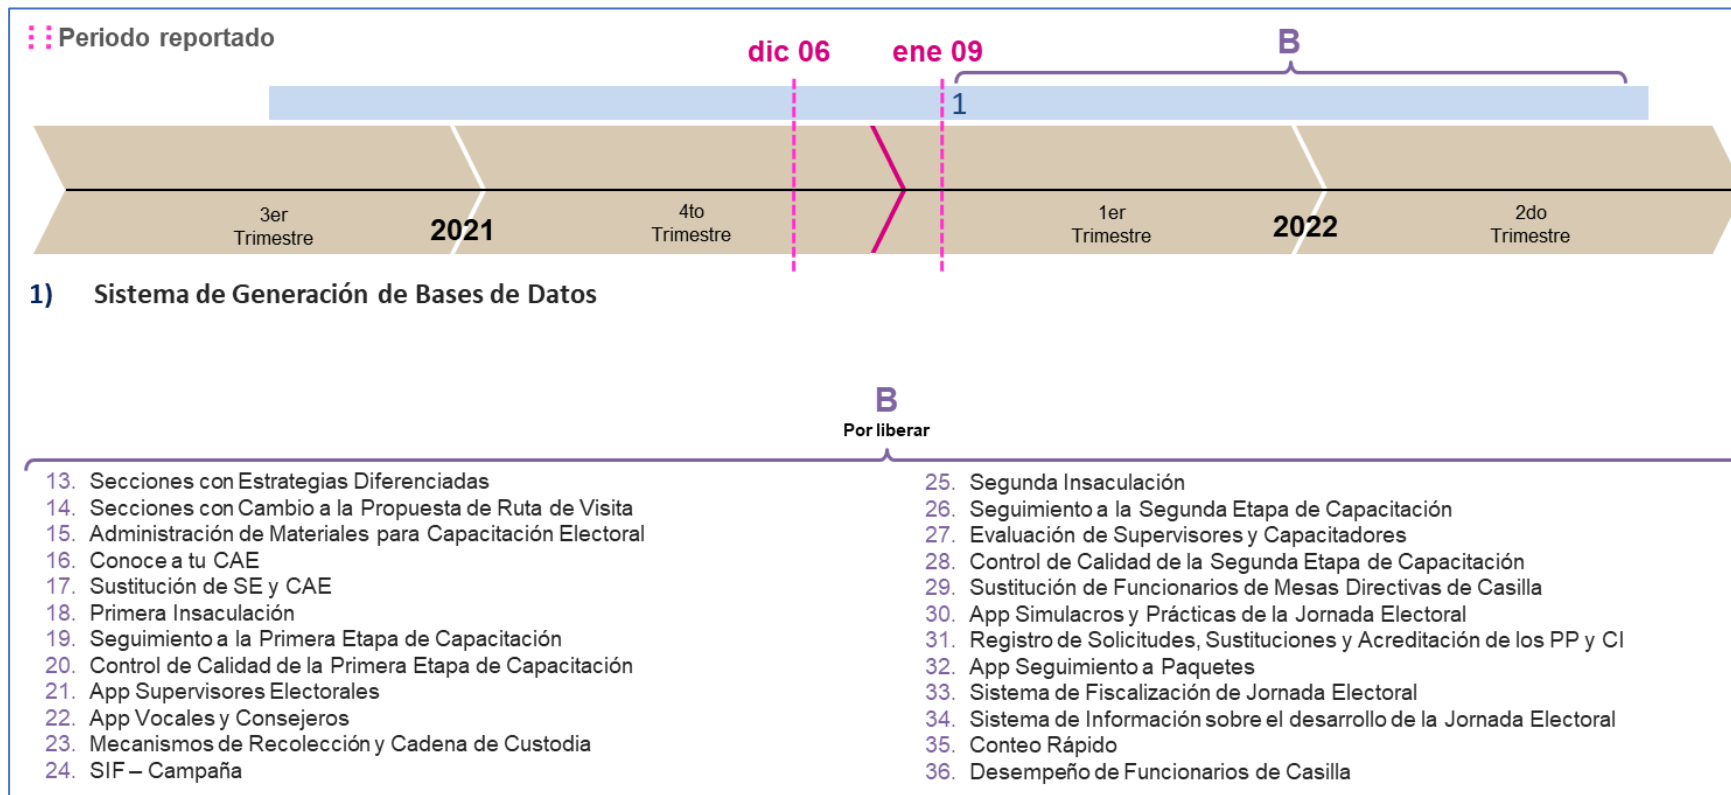 Periodo reportado
dic 06
ene 09
B
1
3er
Trimestre
2021
4to
Trimestre
1er
Trimestre
2022
2do
Trimestre
1) Sistema de Generación de Bases de Datos
B
Por liberar
13. Secciones con Estrategias Diferenciadas
14. Secciones con Cambio a la Propuesta de Ruta de Visita
15. Administración de Materiales para Capacitación Electoral
16. Conoce a tu CAE
17. Sustitución de SE y CAE
18. Primera Insaculación
19. Seguimiento a la Primera Etapa de Capacitación
20. Control de Calidad de la Primera Etapa de Capacitación
21. App Supervisores Electorales
22. App Vocales y Consejeros
23. Mecanismos de Recolección y Cadena de Custodia
24. SIF – Campaña
25. Segunda Insaculación
26. Seguimiento a la Segunda Etapa de Capacitación
27. Evaluación de Supervisores y Capacitadores
28. Control de Calidad de la Segunda Etapa de Capacitación
29. Sustitución de Funcionarios de Mesas Directivas de Casilla
30. App Simulacros y Prácticas de la Jornada Electoral
31. Registro de Solicitudes, Sustituciones y Acreditación de los PP y CI
32. App Seguimiento a Paquetes
33. Sistema de Fiscalización de Jornada Electoral
34. Sistema de Información sobre el desarrollo de la Jornada Electoral
35. Conteo Rápido
36. Desempeño de Funcionarios de Casilla